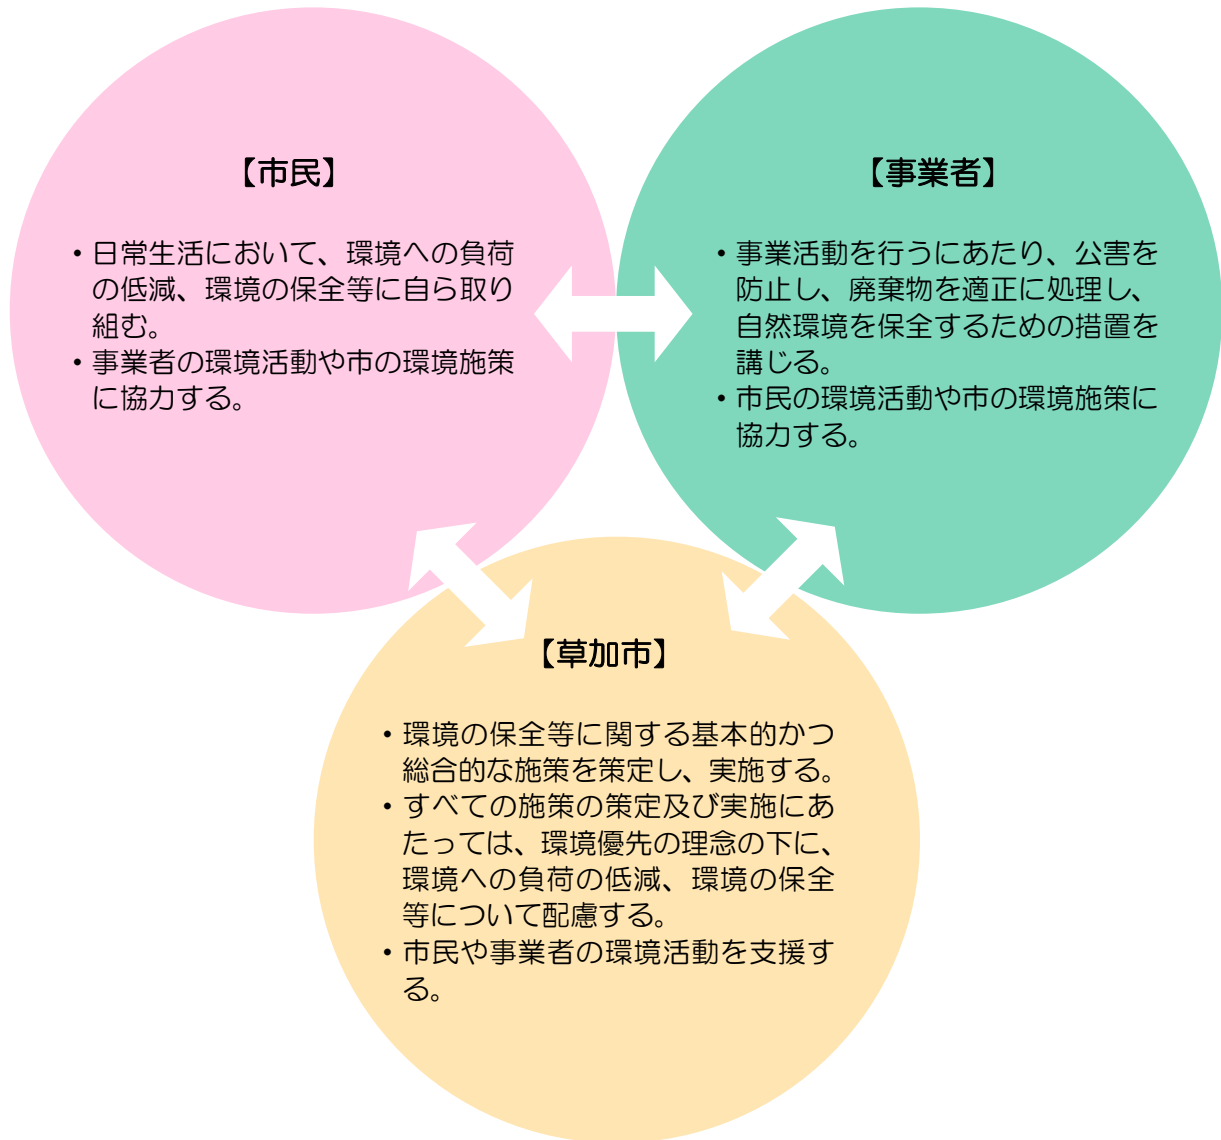 【市民】
・日常生活において、環境への負荷
の低減、環境の保全等に自ら取り
組む。
・事業者の環境活動や市の環境施策
に協力する。
【事業者】
・事業活動を行うにあたり、公害を
防止し、廃棄物を適正に処理し、
自然環境を保全するための措置を
講じる。
・市民の環境活動や市の環境施策に
協力する。
【草加市】
・環境の保全等に関する基本的かつ
総合的な施策を策定し、実施する。
・すべての施策の策定及び実施にあ
たっては、環境優先の理念の下に、
環境への負荷の低減、環境の保全
等について配慮する。
・市民や事業者の環境活動を支援す
る。